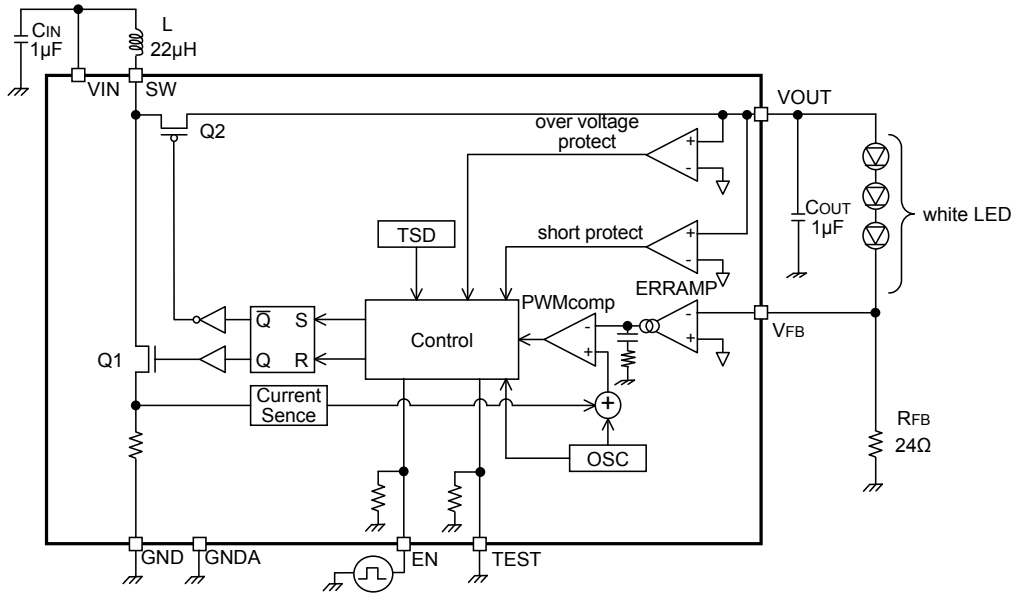 CIN
1µF
L
22µH
VIN
SW
VOUT
Q2
over voltage
protect
+
-
COUT
1µF
white LED
TSD
short protect
+
-
PWMcomp
ERRAMP
Q̅
S
Control
-
+
-
+
VFB
Q1
Q
R
Current
Sence
+
OSC
RFB
24Ω
GND
GNDA
EN
TEST